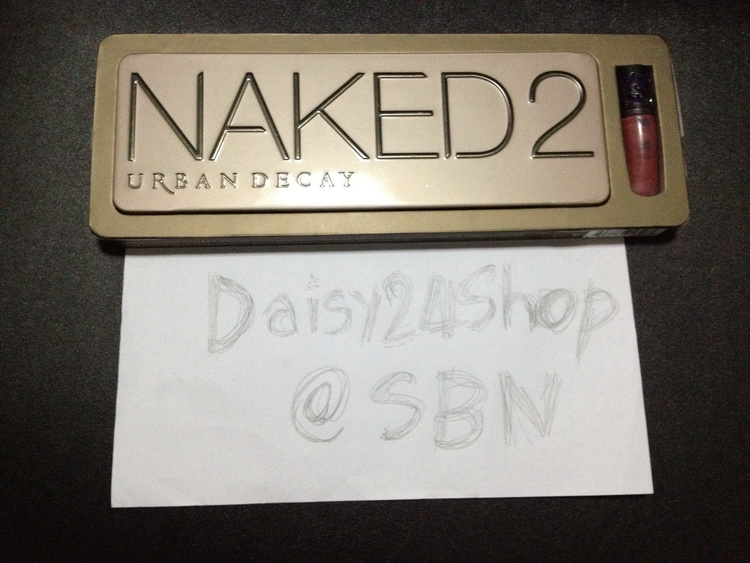 NAKED2
URBAN DECAY
Daisy24Shop
@SBN